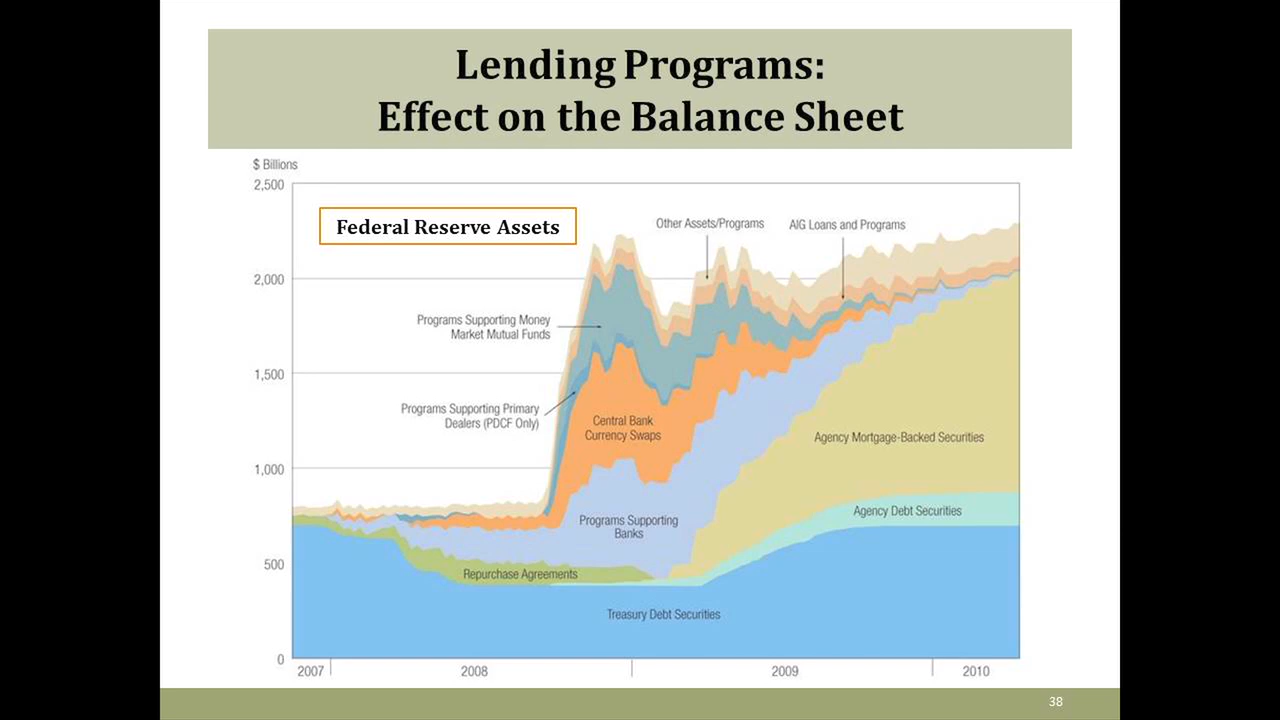 Lending Programs:
Effect on the Balance Sheet
$ Billions
2,500
2,000
1,500
1,000
500
0
Federal Reserve Assets
Other Assets/Programs
AIG Loans and Programs
Programs Supporting Money
Market Mutual Funds
Programs Supporting Primary
Dealers (PDCF Only)
Central Bank
Currency Swaps
Agency Mortgage-Backed Securities
Programs Supporting
Banks
Agency Debt Securities
Repurchase Agreements
Treasury Debt Securities
2007
2008
2009
2010
38